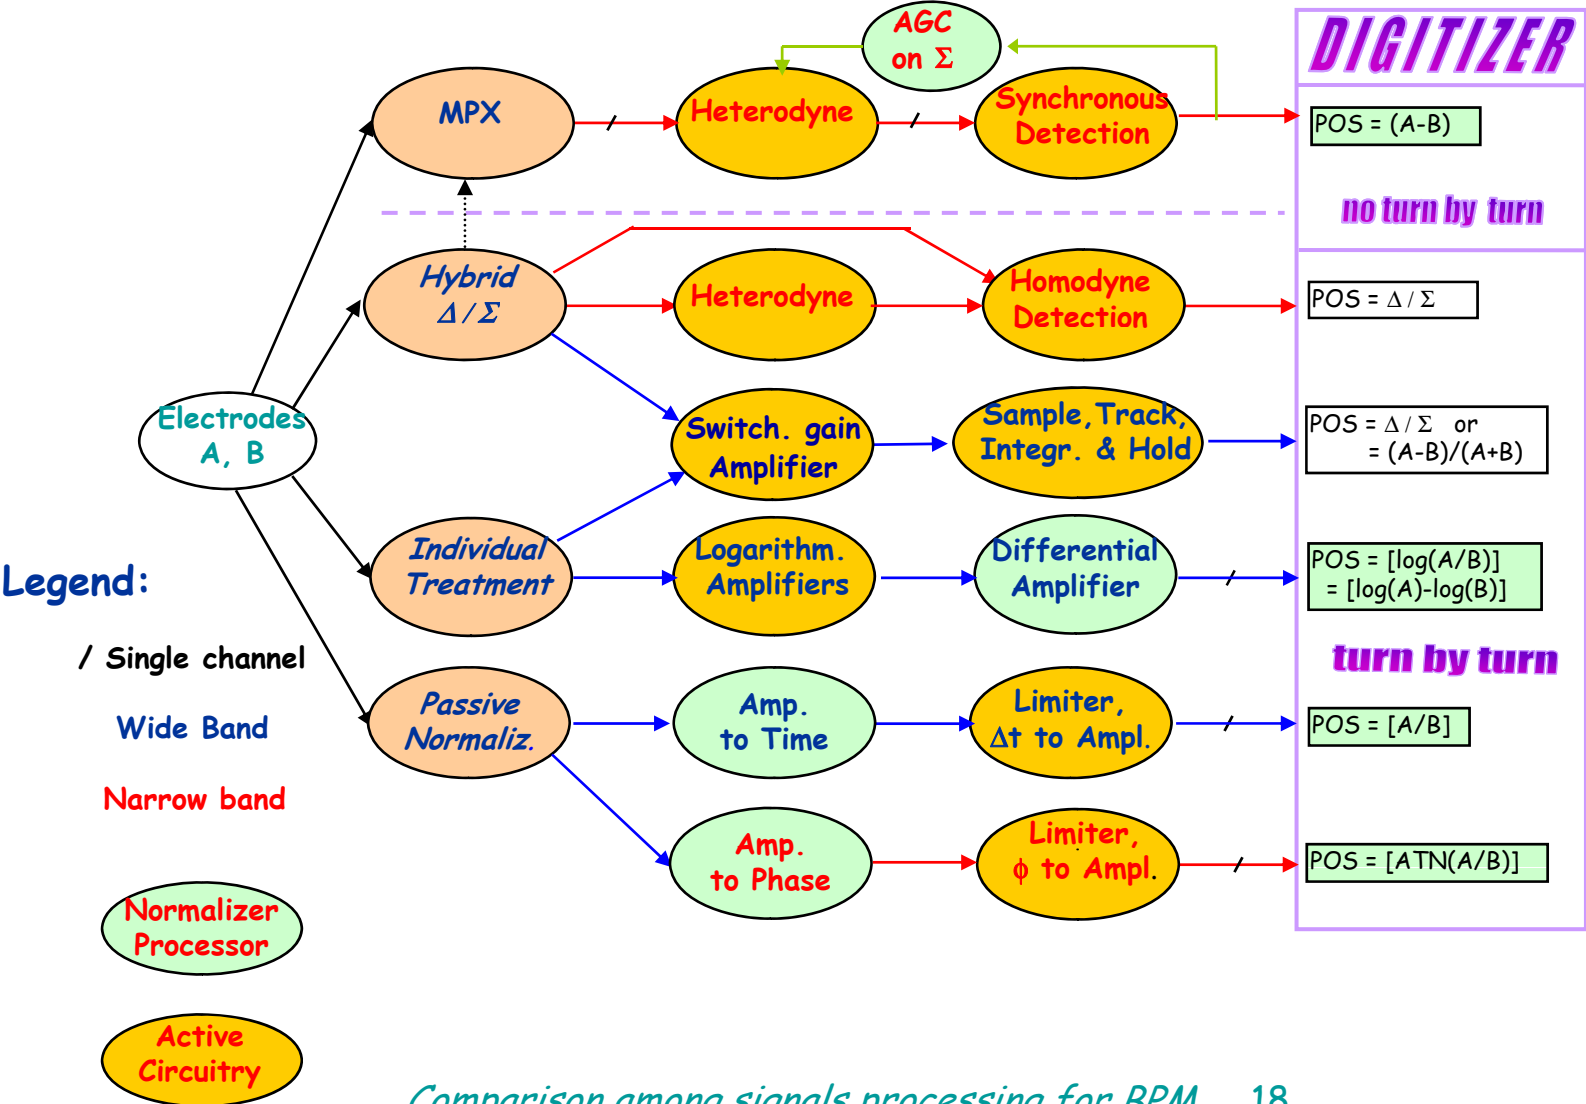 AGC
on Σ
DIGITIZER
MPX
Heterodyne
Synchronous
Detection
POS = (A-B)
no turn by turn
Hybrid
Δ / Σ
Heterodyne
Homodyne
Detection
POS = Δ / Σ
Electrodes
A, B
Switch. gain
Amplifier
Sample, Track,
Integr. & Hold
POS = Δ / Σ or
= (A-B)/(A+B)
Individual
Treatment
Logarithm.
Amplifiers
Differential
Amplifier
POS = [log(A/B)]
= [log(A)-log(B)]
turn by turn
Passive
Normaliz.
Amp.
to Time
Limiter,
Δt to Ampl.
POS = [A/B]
Amp.
to Phase
Limiter,
ϕ to Ampl.
POS = [ATN(A/B)]
Legend:
/ Single channel
Wide Band
Narrow band
Normalizer
Processor
Active
Circuitry
Comparison among signals processing for BPM 18